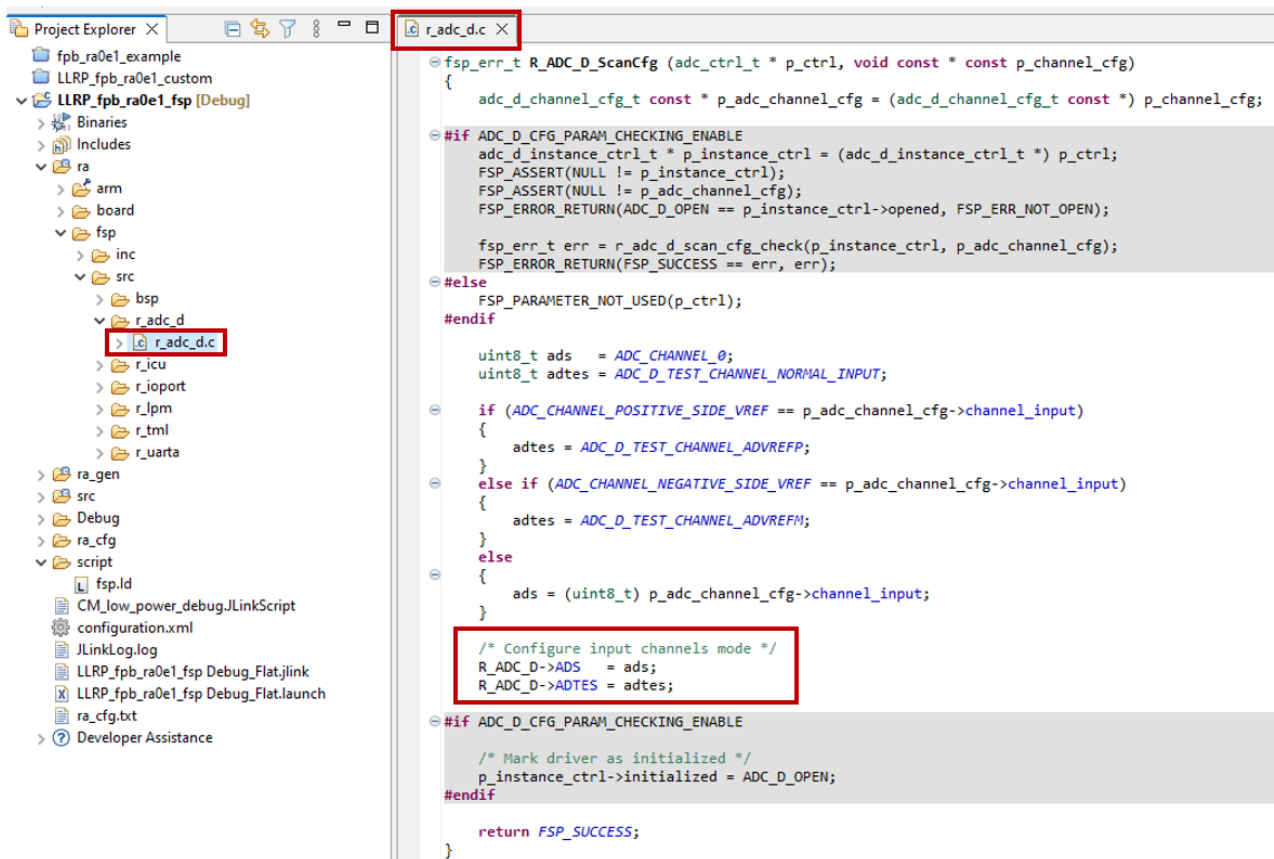 Project Explorer
fpb_ra0e1_example
LLRP_fpb_ra0e1_custom
LLRP_fpb_ra0e1_fsp [Debug]
Binaries
Includes
ra
arm
board
fsp
inc
src
bsp
r_adc_d
r_adc_d.c
r_icu
r_ioport
r_lpm
r_tml
r_uarta
ra_gen
src
Debug
ra_cfg
script
fsp.ld
CM_low_power_debug.JLinkScript
configuration.xml
JLinkLog.log
LLRP_fpb_ra0e1_fsp Debug_Flat.jlink
LLRP_fpb_ra0e1_fsp Debug_Flat.launch
ra_cfg.txt
Developer Assistance
r_adc_d.c
fsp_err_t R_ADC_D_ScanCfg (adc_ctrl_t * p_ctrl, void const * const p_channel_cfg)
{
adc_d_channel_cfg_t const * p_adc_channel_cfg = (adc_d_channel_cfg_t const *) p_channel_cfg;
#if ADC_D_CFG_PARAM_CHECKING_ENABLE
adc_d_instance_ctrl_t * p_instance_ctrl = (adc_d_instance_ctrl_t *) p_ctrl;
FSP_ASSERT(NULL != p_instance_ctrl);
FSP_ASSERT(NULL != p_adc_channel_cfg);
FSP_ERROR_RETURN(ADC_D_OPEN == p_instance_ctrl->opened, FSP_ERR_NOT_OPEN);
fsp_err_t err = r_adc_d_scan_cfg_check(p_instance_ctrl, p_adc_channel_cfg);
FSP_ERROR_RETURN(FSP_SUCCESS == err, err);
#else
FSP_PARAMETER_NOT_USED(p_ctrl);
#endif
uint8_t ads = ADC_CHANNEL_0;
uint8_t adtes = ADC_D_TEST_CHANNEL_NORMAL_INPUT;
if (ADC_CHANNEL_POSITIVE_SIDE_VREF == p_adc_channel_cfg->channel_input)
{
adtes = ADC_D_TEST_CHANNEL_ADVREFP;
}
else if (ADC_CHANNEL_NEGATIVE_SIDE_VREF == p_adc_channel_cfg->channel_input)
{
adtes = ADC_D_TEST_CHANNEL_ADVREFM;
}
else
{
ads = (uint8_t) p_adc_channel_cfg->channel_input;
}
/* Configure input channels mode */
R_ADC_D->ADS = ads;
R_ADC_D->ADTES = adtes;
#if ADC_D_CFG_PARAM_CHECKING_ENABLE
/* Mark driver as initialized */
p_instance_ctrl->initialized = ADC_D_OPEN;
#endif
return FSP_SUCCESS;
}